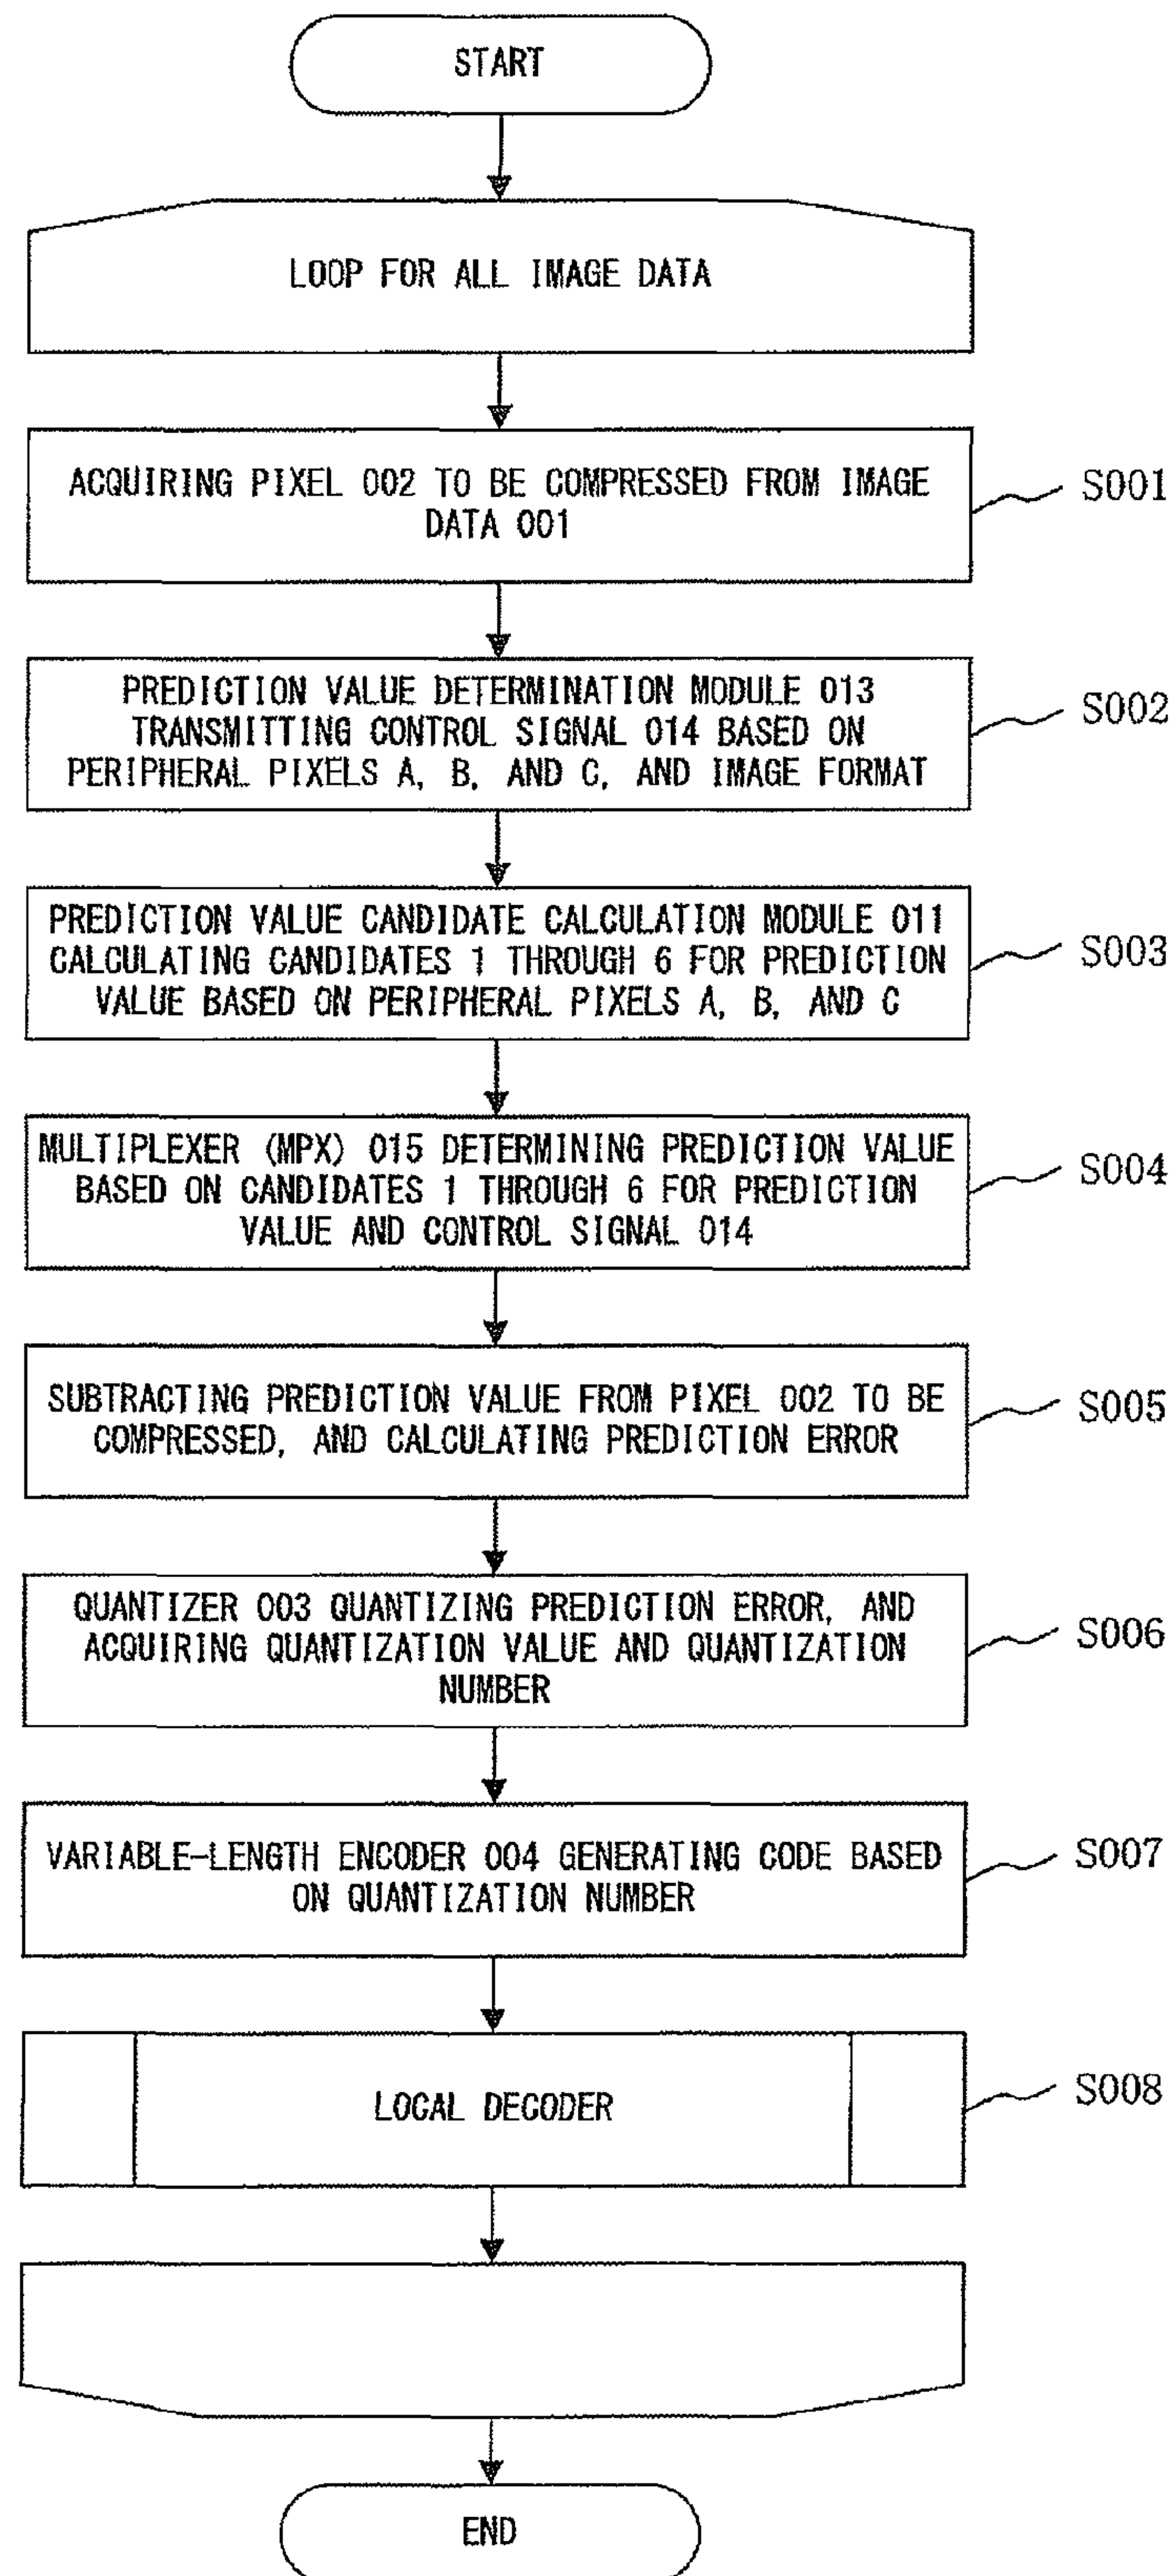 START
LOOP FOR ALL IMAGE DATA
ACQUIRING PIXEL 002 TO BE COMPRESSED FROM IMAGE
DATA 001
S001
PREDICTION VALUE DETERMINATION MODULE 013
TRANSMITTING CONTROL SIGNAL 014 BASED ON
PERIPHERAL PIXELS A, B, AND C, AND IMAGE FORMAT
S002
PREDICTION VALUE CANDIDATE CALCULATION MODULE 011
CALCULATING CANDIDATES 1 THROUGH 6 FOR PREDICTION
VALUE BASED ON PERIPHERAL PIXELS A, B, AND C
S003
MULTIPLEXER (MPX) 015 DETERMINING PREDICTION VALUE
BASED ON CANDIDATES 1 THROUGH 6 FOR PREDICTION
VALUE AND CONTROL SIGNAL 014
S004
SUBTRACTING PREDICTION VALUE FROM PIXEL 002 TO BE
COMPRESSED, AND CALCULATING PREDICTION ERROR
S005
QUANTIZER 003 QUANTIZING PREDICTION ERROR, AND
ACQUIRING QUANTIZATION VALUE AND QUANTIZATION
NUMBER
S006
VARIABLE-LENGTH ENCODER 004 GENERATING CODE BASED
ON QUANTIZATION NUMBER
S007
LOCAL DECODER
S008
END